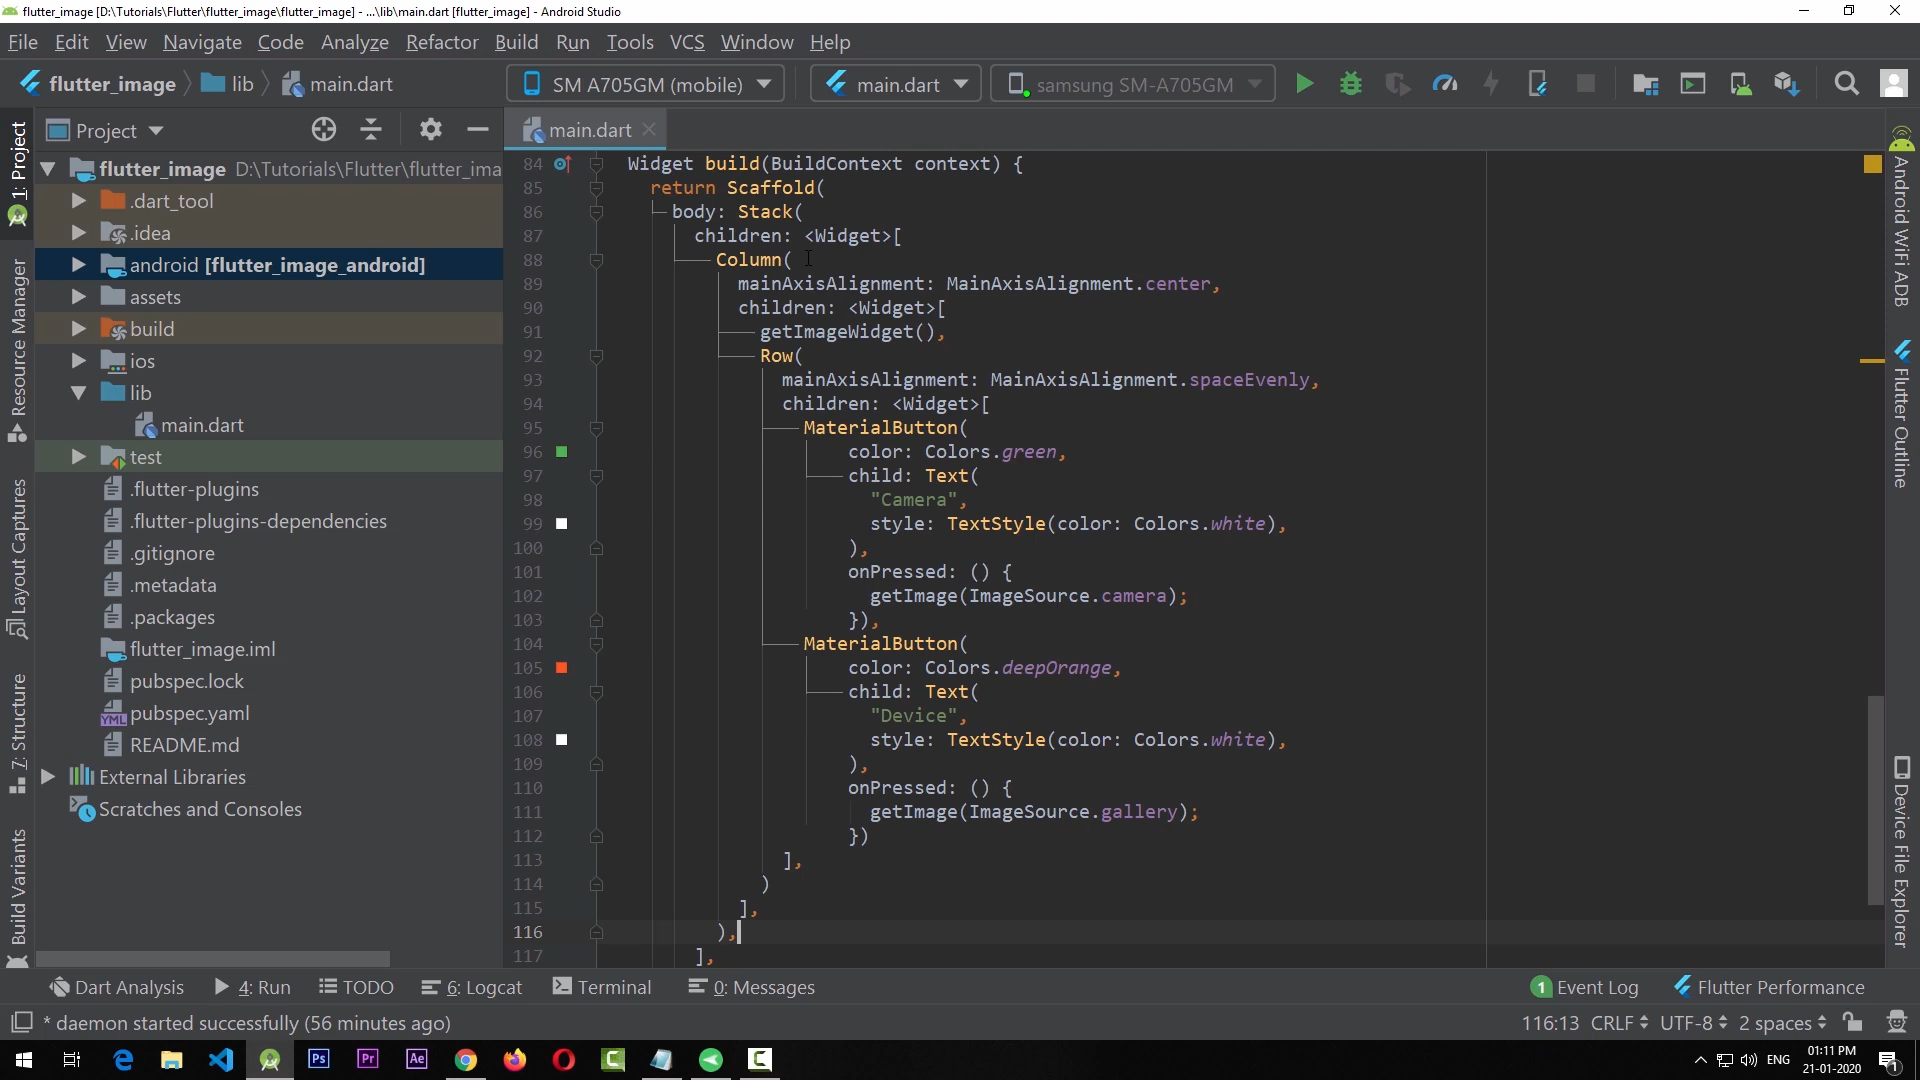 flutter_image [D:\Tutorials\Flutter\flutter_image\flutter_image] - ...\lib\main.dart [flutter_image] - Android Studio
File Edit View Navigate Code Analyze Refactor Build Run Tools VCS Window Help
flutter_image lib main.dart SM A705GM (mobile) main.dart samsung SM-A705GM
Project main.dart
flutter_image D:\Tutorials\Flutter\flutter_ima
.dart_tool
.idea
android [flutter_image_android]
assets
build
ios
lib
main.dart
test
.flutter-plugins
.flutter-plugins-dependencies
.gitignore
.metadata
.packages
flutter_image.iml
pubspec.lock
YML pubspec.yaml
README.md
External Libraries
Scratches and Consoles
1: Project
Resource Manager
Layout Captures
7: Structure
Build Variants
84 Widget build(BuildContext context) {
85 return Scaffold(
86 body: Stack(
87 children: <Widget>[
88 Column(
89 mainAxisAlignment: MainAxisAlignment.center,
90 children: <Widget>[
91 getImageWidget(),
92 Row(
93 mainAxisAlignment: MainAxisAlignment.spaceEvenly,
94 children: <Widget>[
95 MaterialButton(
96 color: Colors.green,
97 child: Text(
98 "Camera",
99 style: TextStyle(color: Colors.white),
100 ),
101 onPressed: () {
102 getImage(ImageSource.camera);
103 }),
104 MaterialButton(
105 color: Colors.deepOrange,
106 child: Text(
107 "Device",
108 style: TextStyle(color: Colors.white),
109 ),
110 onPressed: () {
111 getImage(ImageSource.gallery);
112 })
113 ],
114 )
115 ],
116 ),
117 ],
Android WiFi ADB
Flutter Outline
Device File Explorer
Dart Analysis 4: Run TODO 6: Logcat Terminal 0: Messages 1 Event Log Flutter Performance
* daemon started successfully (56 minutes ago) 116:13 CRLF UTF-8 2 spaces
Ps Pr Ae ENG 01:11 PM
21-01-2020
1